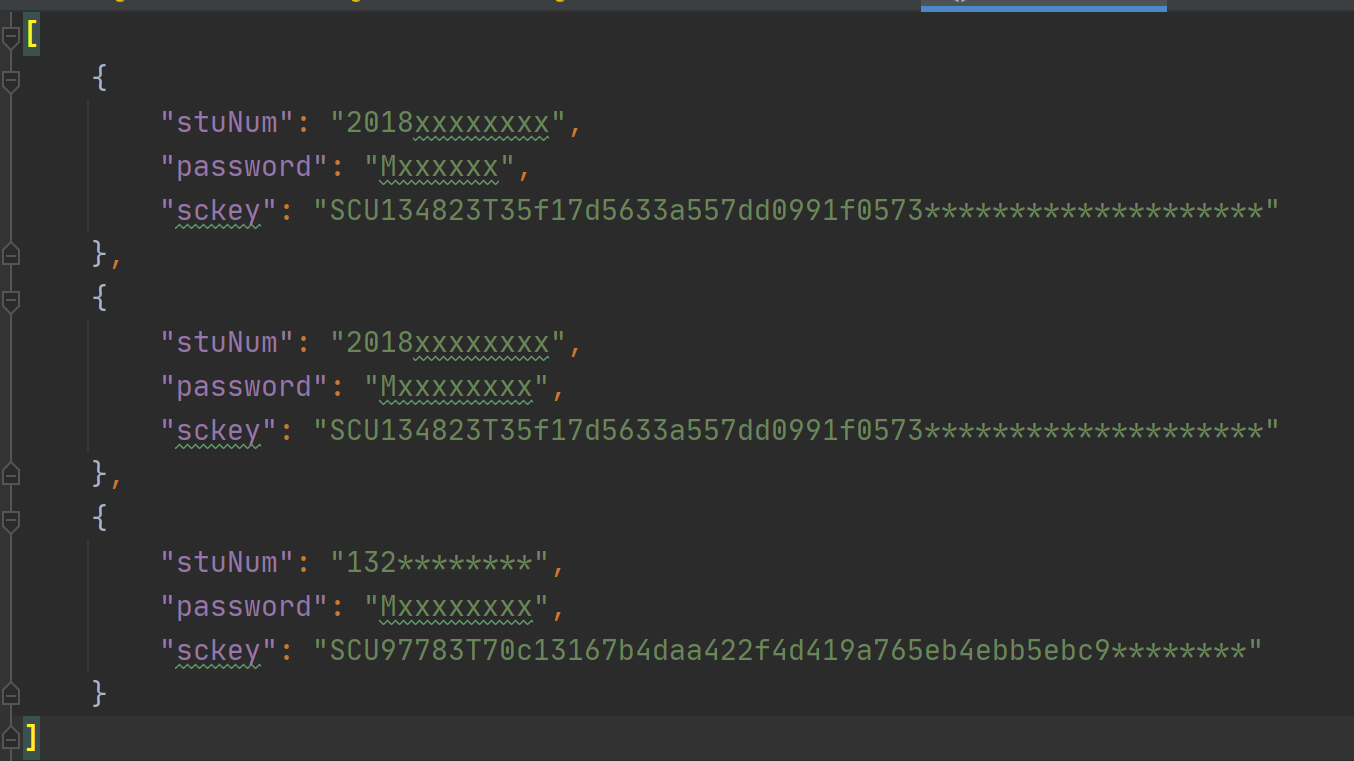 [
{
"stuNum": "2018xxxxxxxx",
"password": "Mxxxxxx",
"sckey": "SCU134823T35f17d5633a557dd0991f0573********************"
},
{
"stuNum": "2018xxxxxxxx",
"password": "Mxxxxxxxx",
"sckey": "SCU134823T35f17d5633a557dd0991f0573********************"
},
{
"stuNum": "132********",
"password": "Mxxxxxxxx",
"sckey": "SCU97783T70c13167b4daa422f4d419a765eb4ebb5ebc9********"
}
]